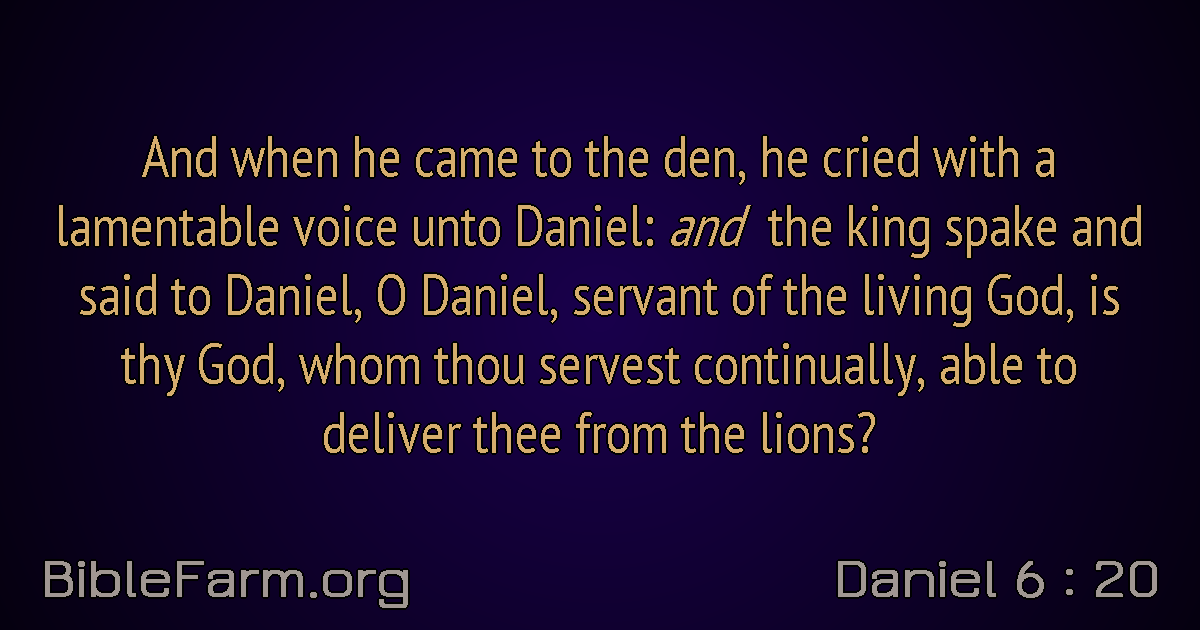 And when he came to the den, he cried with a
lamentable voice unto Daniel: and the king spake and
said to Daniel, O Daniel, servant of the living God, is
thy God, whom thou servest continually, able to
deliver thee from the lions?
BibleFarm.org
Daniel 6 : 20